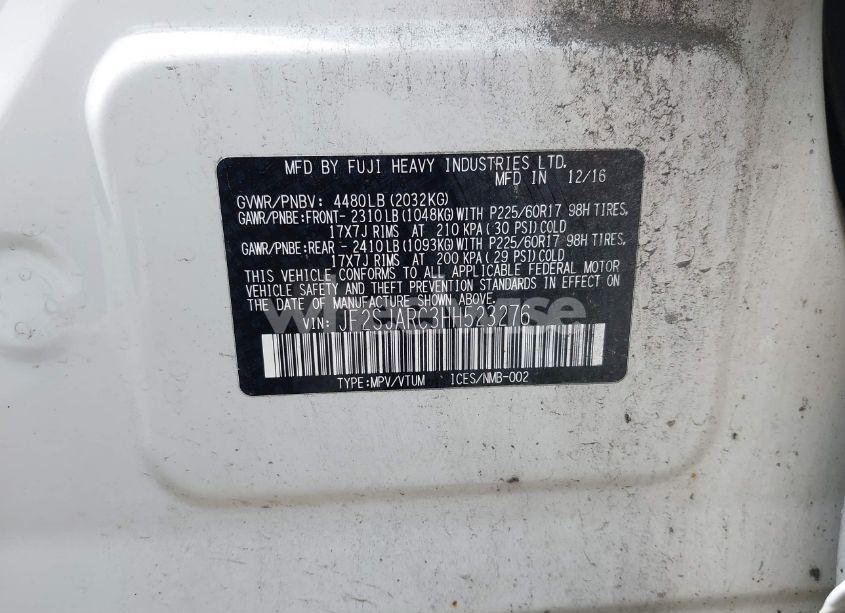 MFD BY FUJI HEAVY INDUSTRIES LTD.
MFD IN 12/16
GVWR/PNBV: 4480LB (2032KG)
GAWR/PNBE:FRONT- 2310LB(1048KG)WITH P225/60R17 98H TIRES,
17X7J RIMS AT 210 KPA( 30 PSI)COLD
GAWR/PNBE:REAR - 2410LB(1093KG)WITH P225/60R17 98H TIRES,
17X7J RIMS AT 200 KPA( 29 PSI)COLD
THIS VEHICLE CONFORMS TO ALL APPLICABLE FEDERAL MOTOR
VEHICLE SAFETY AND THEFT PREVENTION STANDARDS IN EFFECT ON
THE DATE OF MANUFACTURE SHOWN ABOVE.
VIN: JF2SJARC3HH523276
TYPE:MPV/VTUM ICES/NMB-002